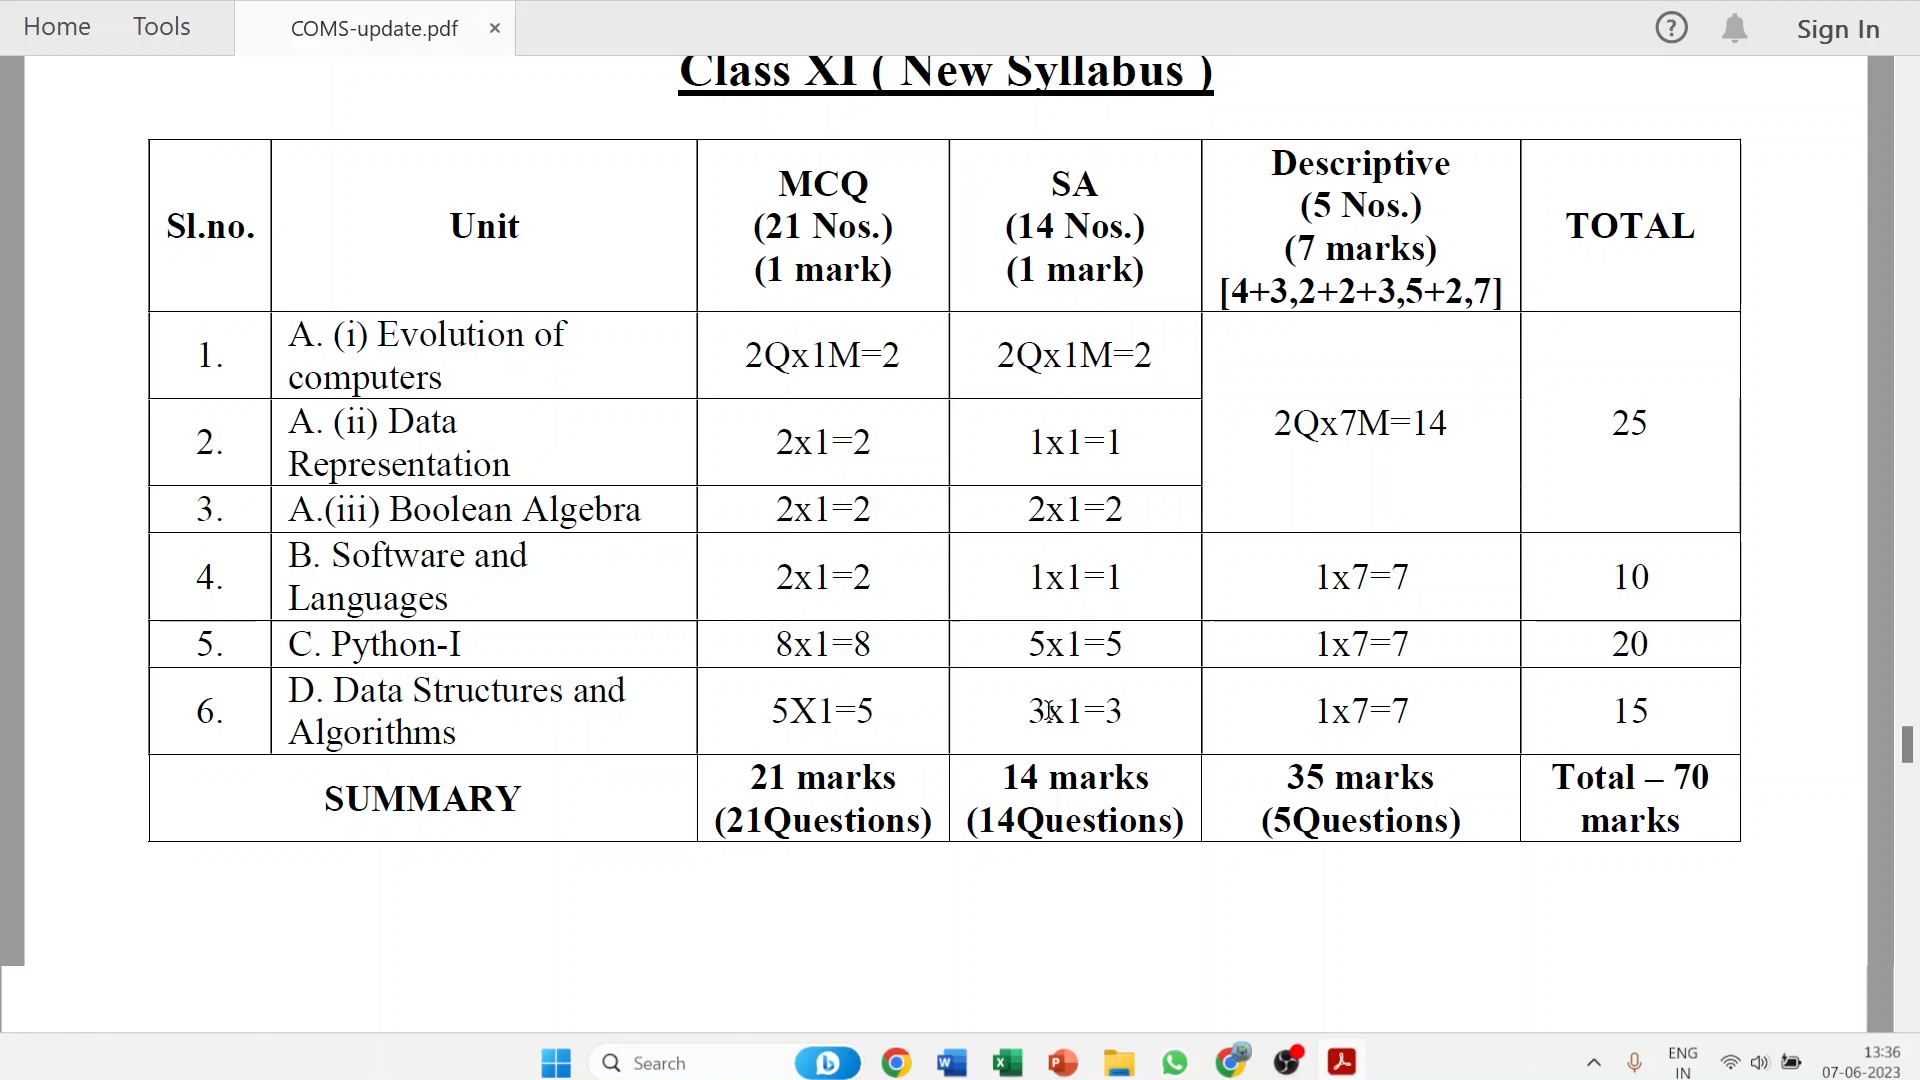 Home
Tools
COMS-update.pdf
×
?
Sign In
Class XI ( New Syllabus )
Sl.no.
Unit
MCQ
(21 Nos.)
(1 mark)
SA
(14 Nos.)
(1 mark)
Descriptive
(5 Nos.)
(7 marks)
[4+3,2+2+3,5+2,7]
TOTAL
1.
A. (i) Evolution of
computers
2Qx1M=2
2Qx1M=2
2Qx7M=14
25
2.
A. (ii) Data
Representation
2x1=2
1x1=1
3.
A.(iii) Boolean Algebra
2x1=2
2x1=2
4.
B. Software and
Languages
2x1=2
1x1=1
1x7=7
10
5.
C. Python-I
8x1=8
5x1=5
1x7=7
20
6.
D. Data Structures and
Algorithms
5X1=5
3x1=3
1x7=7
15
SUMMARY
21 marks
(21Questions)
14 marks
(14Questions)
35 marks
(5Questions)
Total – 70
marks
Search
ENG
IN
13:36
07-06-2023